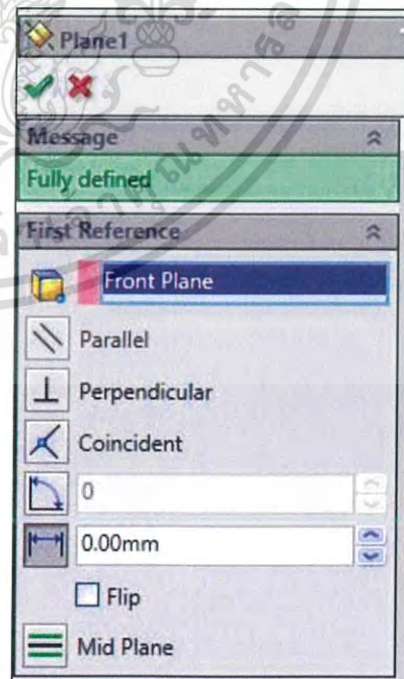 Plane1
Message
Fully defined
First Reference
Front Plane
Parallel
Perpendicular
Coincident
0
0.00mm
Flip
Mid Plane